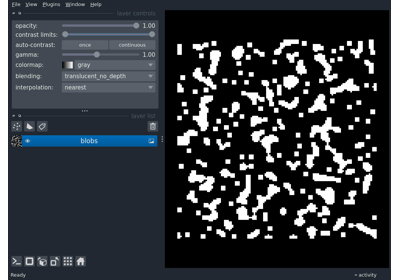 File View Plugins Window Help
layer controls
opacity: 1.00
contrast limits:
auto-contrast: once continuous
gamma: 1.00
colormap: gray
blending: translucent_no_depth
interpolation: nearest
layer list
blobs
Ready activity